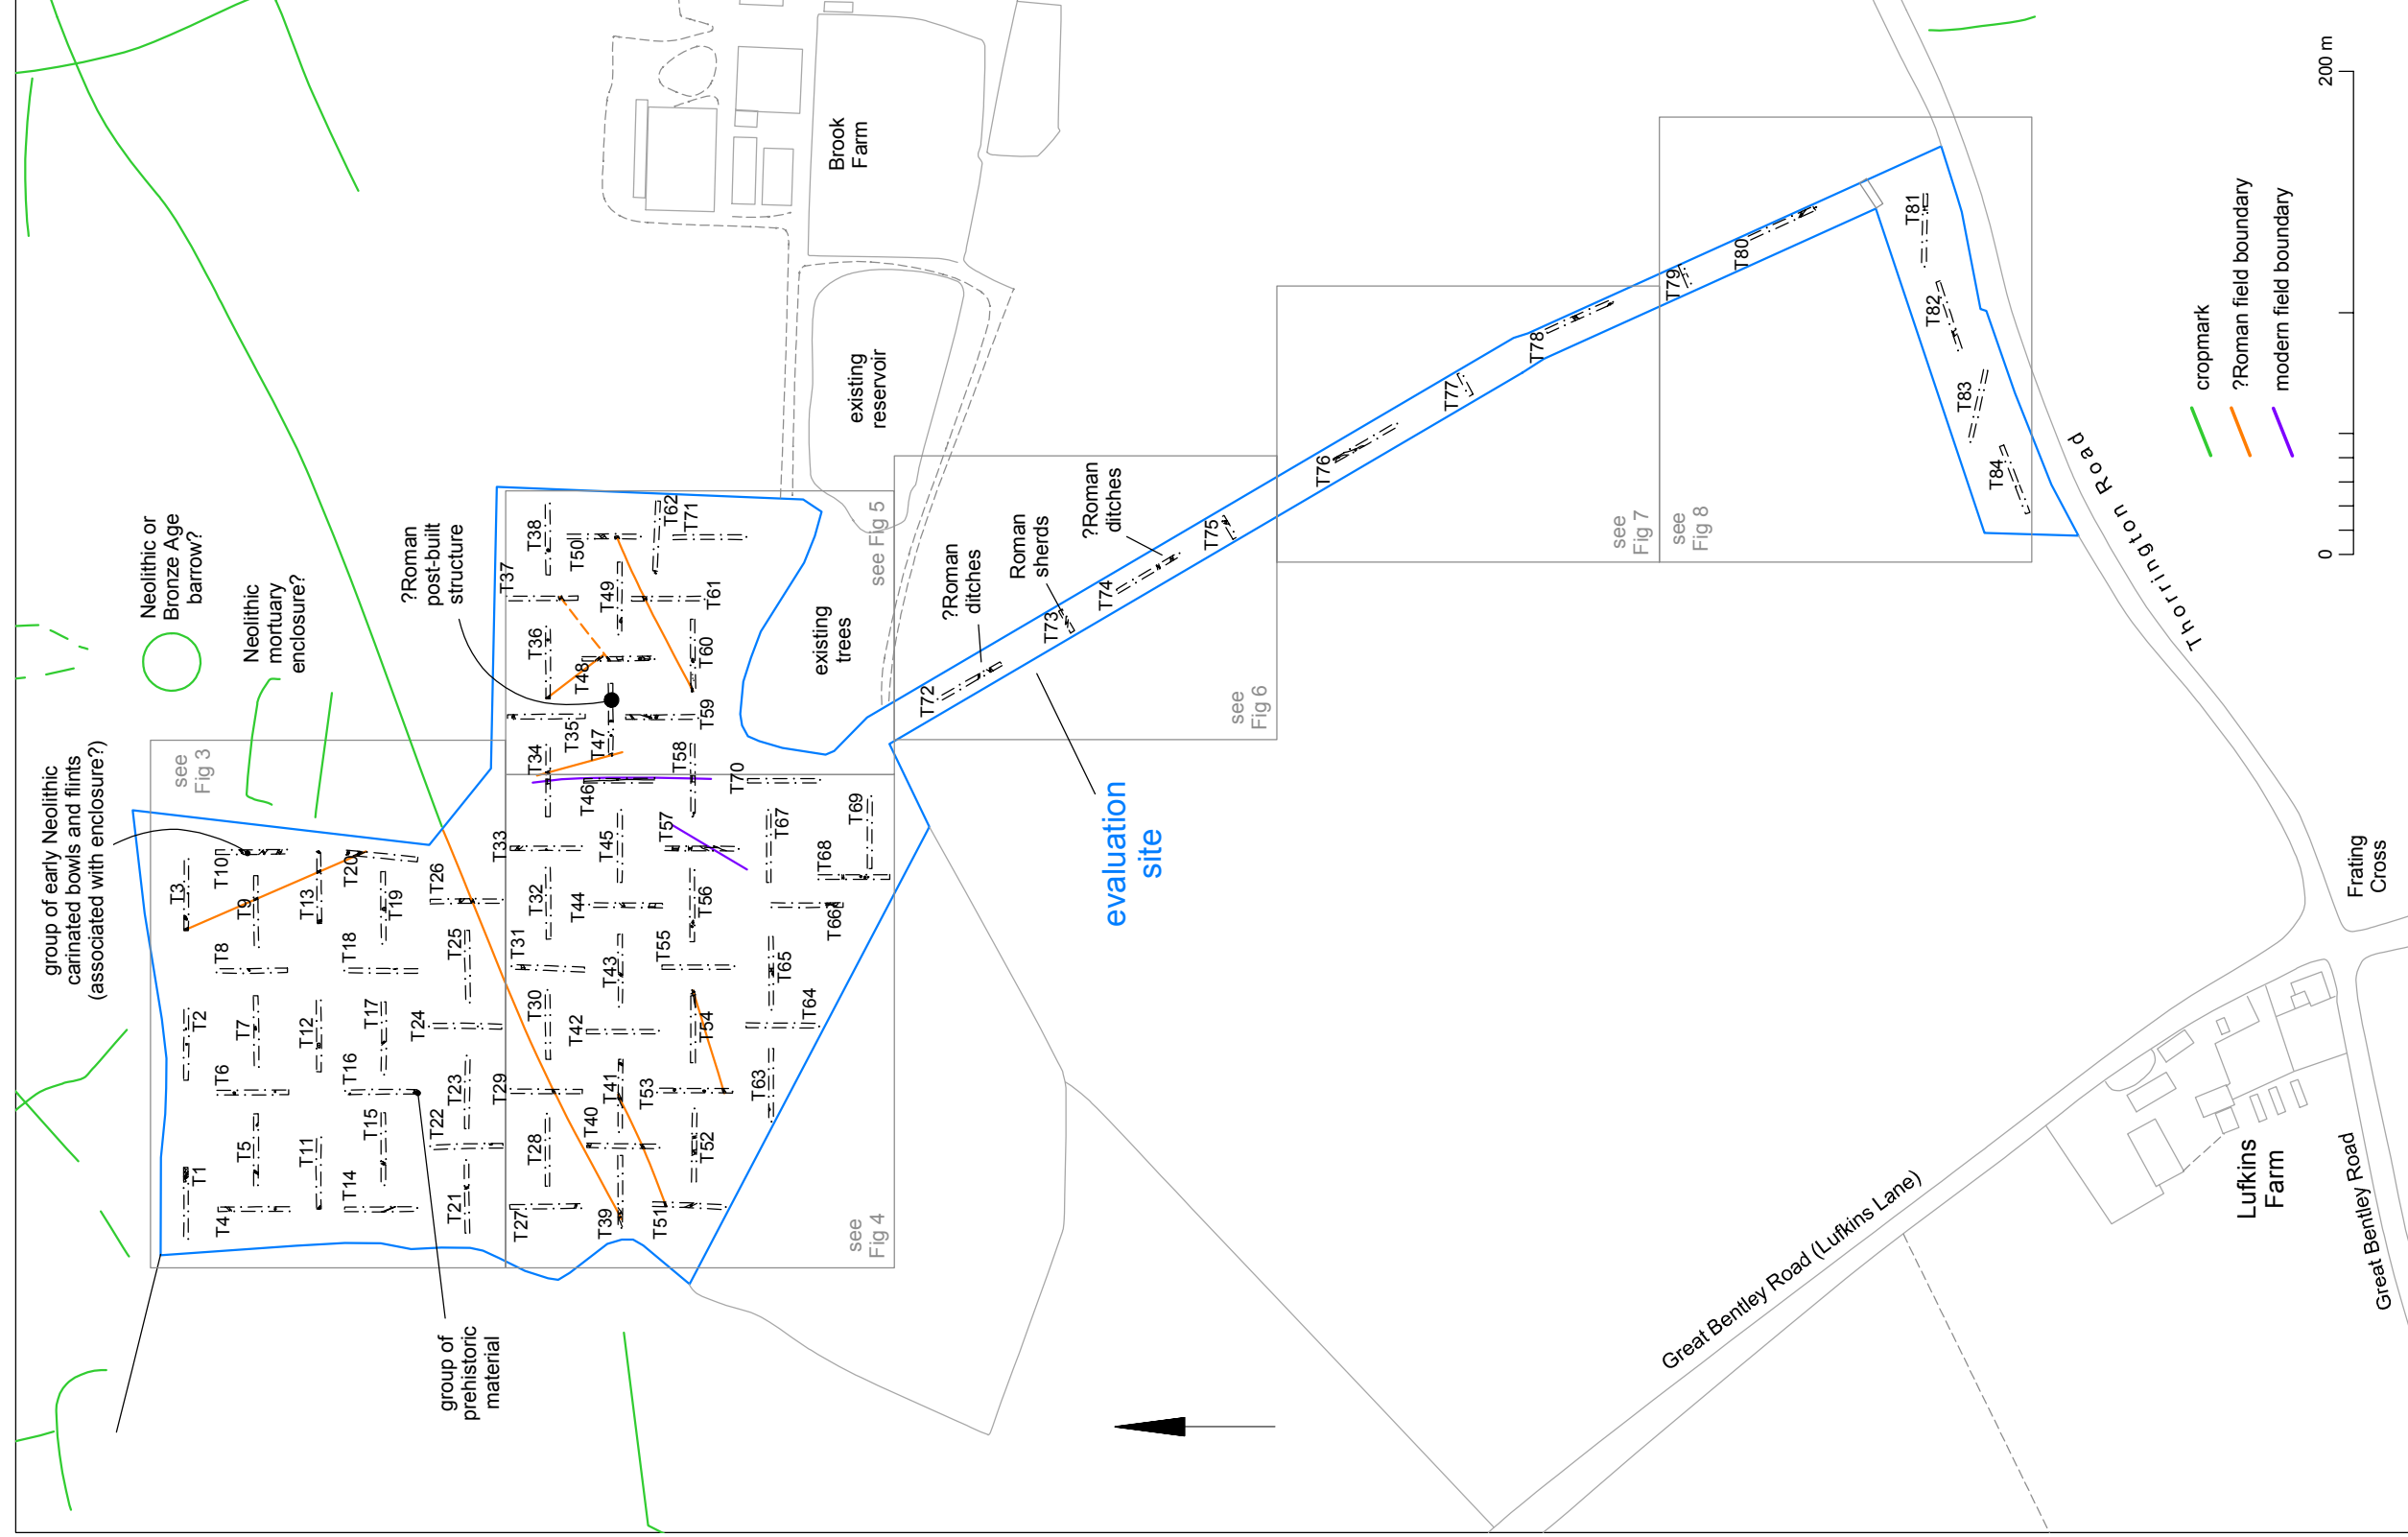 Neolithic or
Bronze Age
barrow?
Neolithic
mortuary
enclosure?
group of early Neolithic
carinated bowls and flints
(associated with enclosure?)
see
Fig 3
?Roman
post-built
structure
group of
prehistoric
material
T1
T2
T3
T4
T5
T6
T7
T8
T9
T10
T11
T12
T13
T14
T15
T16
T17
T18
T19
T20
T21
T22
T23
T24
T25
T26
T27
T28
T29
T30
T31
T32
T33
T34
T35
T36
T37
T38
T39
T40
T41
T42
T43
T44
T45
T46
T47
T48
T49
T50
T51
T52
T53
T54
T55
T56
T57
T58
T59
T60
T61
T62
T63
T64
T65
T66
T67
T68
T69
T70
T71
see
Fig 4
see Fig 5
existing
trees
existing
reservoir
Brook
Farm
?Roman
ditches
Roman
sherds
?Roman
ditches
T72
T73
T74
T75
see
Fig 6
evaluation
site
T76
T77
T78
see
Fig 7
see
Fig 8
T79
T80
T81
T82
T83
T84
Thorrington Road
Great Bentley Road (Lufkins Lane)
Lufkins
Farm
Great Bentley Road
Frating
Cross
cropmark
?Roman field boundary
modern field boundary
0
200 m